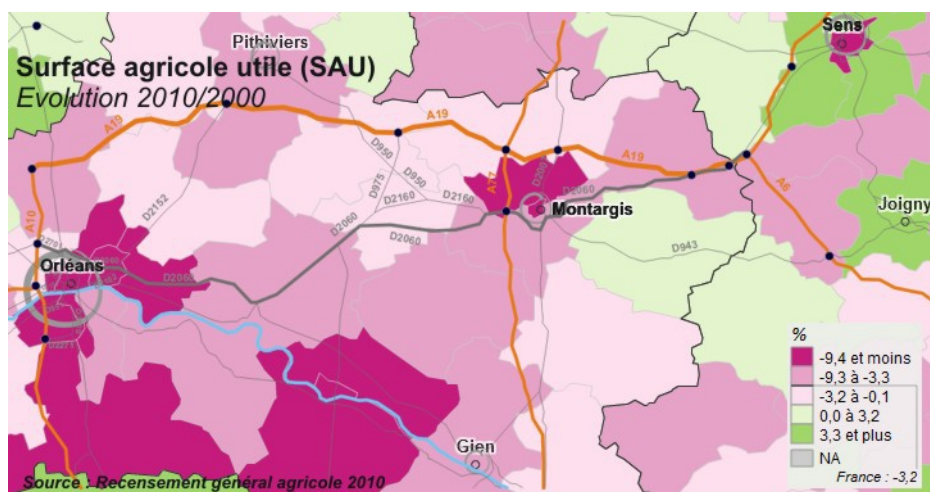 Surface agricole utile (SAU)
Evolution 2010/2000
Pithiviers
Sens
A19
A19
D950
D2152
D975
D950
D2160
D2160
A77
D2060
A19
D2060
A6
Joigny
Montargis
A10
D2060
D2060
D943
Orléans
D2060
D2271
Gien
%
-9,4 et moins
-9,3 à -3,3
-3,2 à -0,1
0,0 à 3,2
3,3 et plus
NA
France : -3,2
Source : Recensement général agricole 2010